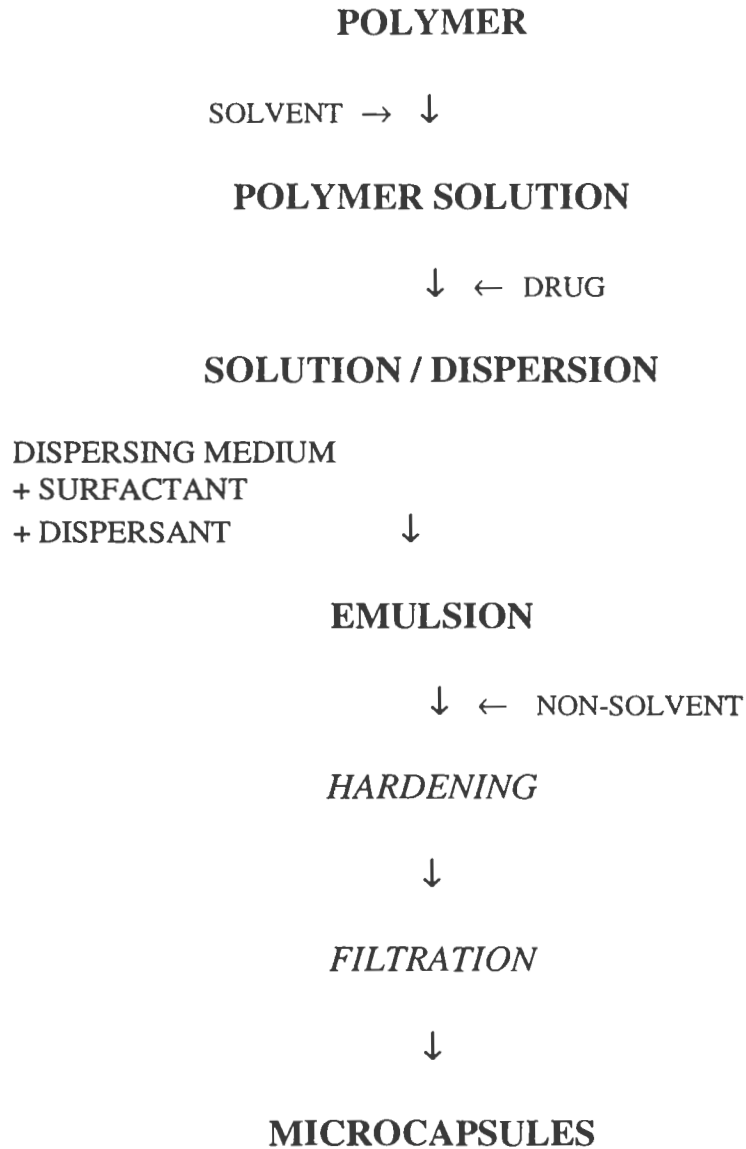 POLYMER
SOLVENT → ↓
POLYMER SOLUTION
↓ ← DRUG
SOLUTION / DISPERSION
DISPERSING MEDIUM
+ SURFACTANT
+ DISPERSANT ↓
EMULSION
↓ ← NON-SOLVENT
HARDENING
↓
FILTRATION
↓
MICROCAPSULES